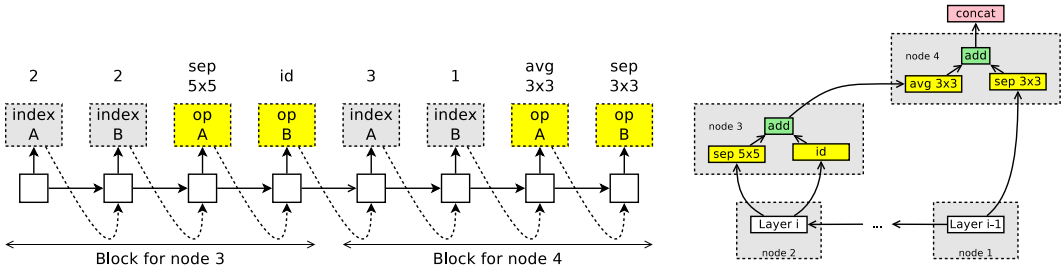 2
2
sep
5x5
id
3
1
avg
3x3
sep
3x3
index
A
index
B
op
A
op
B
index
A
index
B
op
A
op
B
Block for node 3
Block for node 4
concat
node 4
add
avg 3x3
sep 3x3
node 3
add
sep 5x5
id
Layer i
...
Layer i-1
node 2
node 1